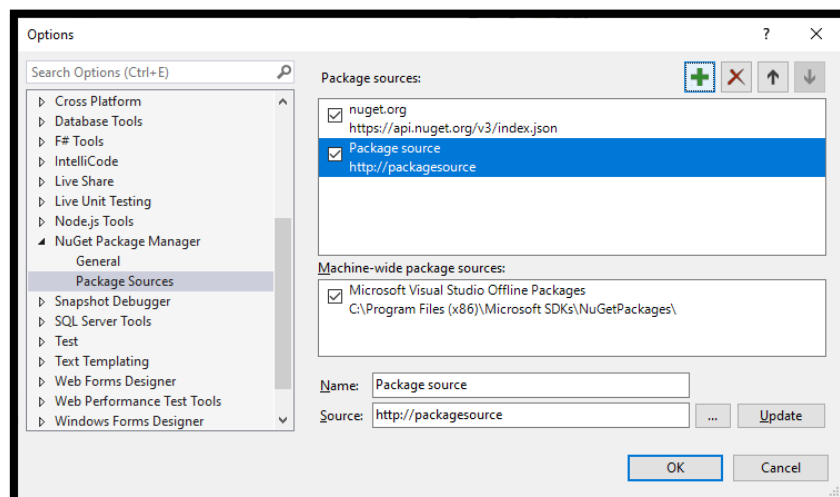 Options
?
Search Options (Ctrl+E)
Cross Platform
Database Tools
F# Tools
IntelliCode
Live Share
Live Unit Testing
Node.js Tools
NuGet Package Manager
General
Package Sources
Snapshot Debugger
SQL Server Tools
Test
Text Templating
Web Forms Designer
Web Performance Test Tools
Windows Forms Designer
Package sources:
nuget.org
https://api.nuget.org/v3/index.json
Package source
http://packagesource
Machine-wide package sources:
Microsoft Visual Studio Offline Packages
C:\Program Files (x86)\Microsoft SDKs\NuGetPackages\
Name: Package source
Source: http://packagesource ... Update
OK Cancel